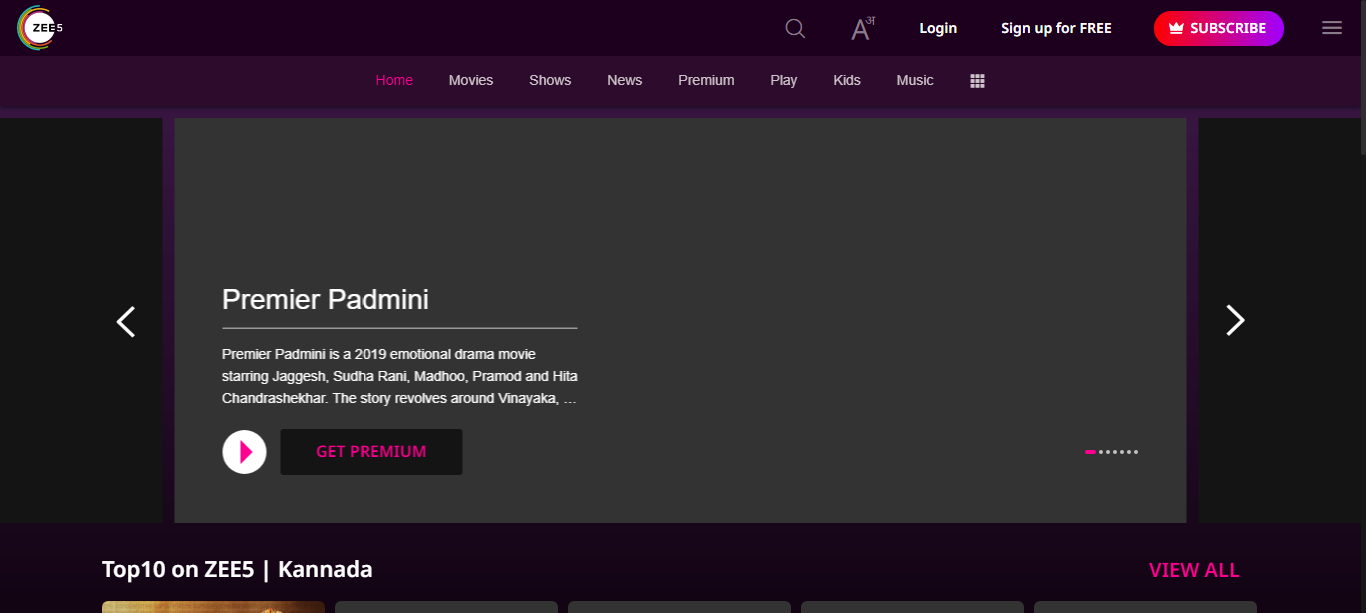 ZEE5
Aअ
Login
Sign up for FREE
SUBSCRIBE
Home
Movies
Shows
News
Premium
Play
Kids
Music
Premier Padmini
Premier Padmini is a 2019 emotional drama movie
starring Jaggesh, Sudha Rani, Madhoo, Pramod and Hita
Chandrashekhar. The story revolves around Vinayaka, ...
GET PREMIUM
Top10 on ZEE5 | Kannada
VIEW ALL